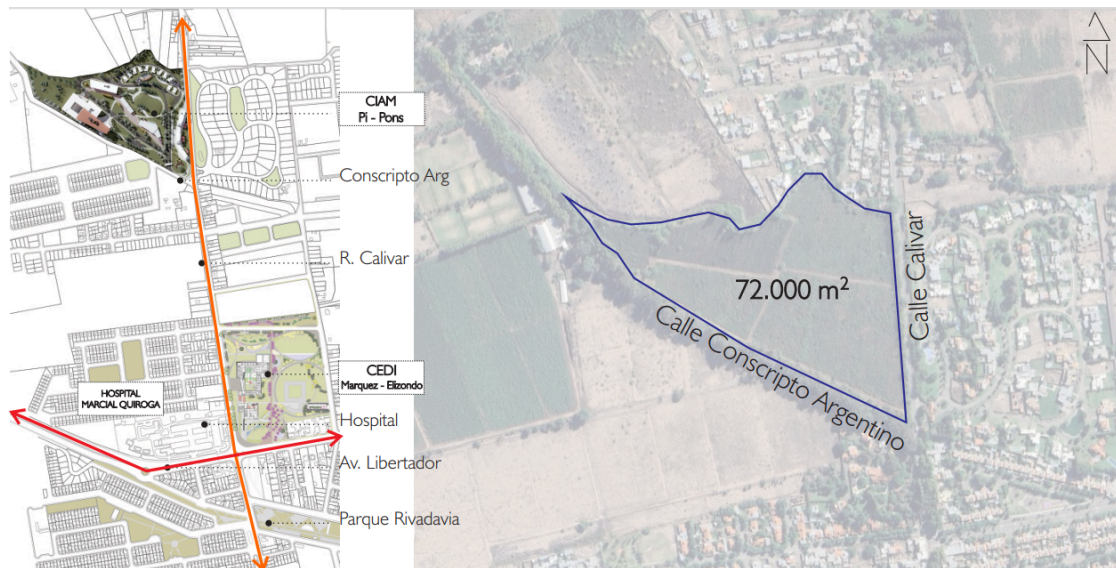 CIAM
Pi - Pons
Conscripto Arg
R. Calivar
CEDI
Marquez - Elizondo
HOSPITAL
MARCIAL QUIROGA
Hospital
Av. Libertador
Parque Rivadavia
N
72.000 m²
Calle Calivar
Calle Conscripto Argentino